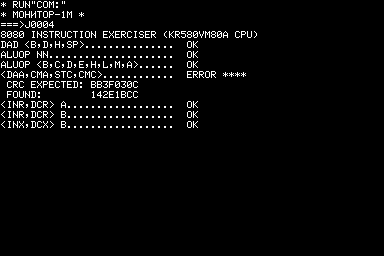 * RUN"COM:"
* МОНИТОР-1М *
===>J0004
8080 INSTRUCTION EXERCISER (KR580VM80A CPU)
DAD <B,D,H,SP>............... OK
ALUOP NN..................... OK
ALUOP <B,C,D,E,H,L,M,A>...... OK
<DAA,CMA,STC,CMC>............ ERROR ****
CRC EXPECTED: BB3F030C
FOUND: 142E1BCC
<INR,DCR> A.................. OK
<INR,DCR> B.................. OK
<INX,DCX> B.................. OK